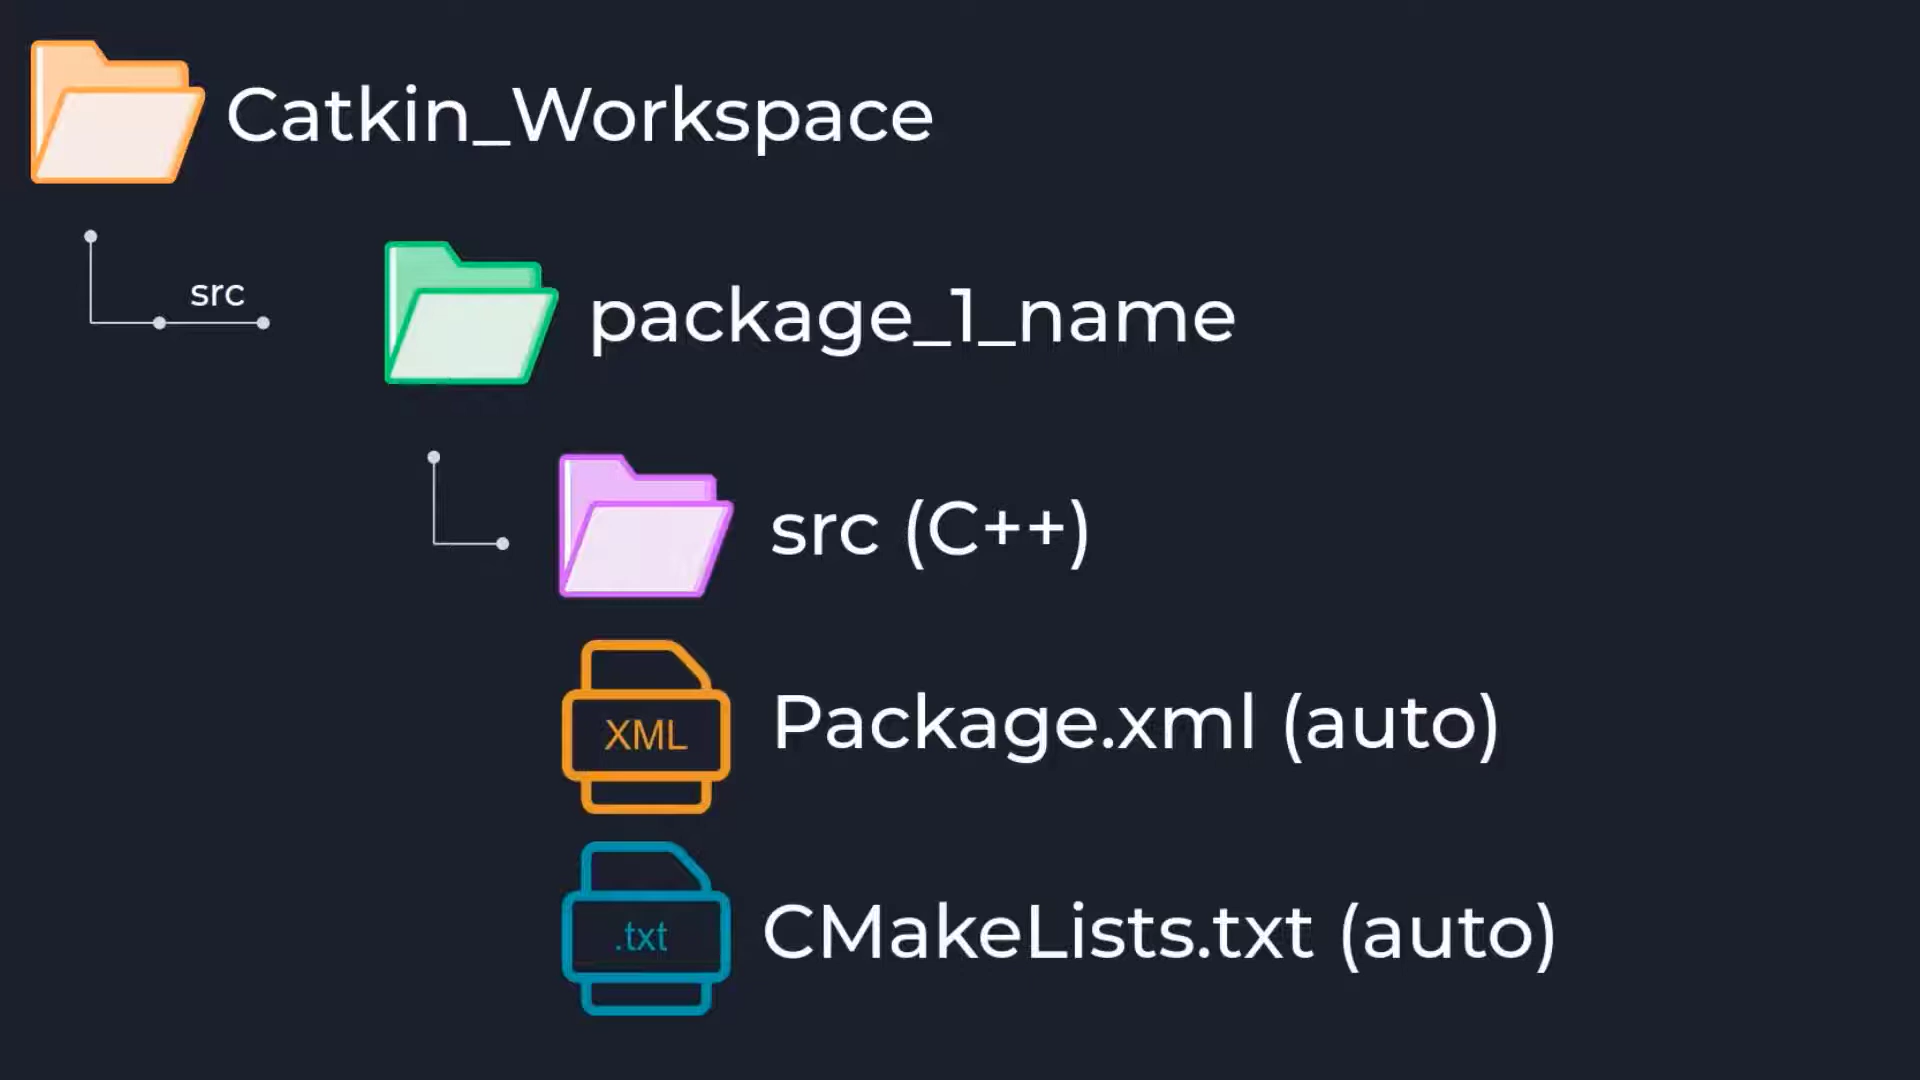 Catkin_Workspace
src
package_1_name
src (C++)
XML
Package.xml (auto)
.txt
CMakeLists.txt (auto)